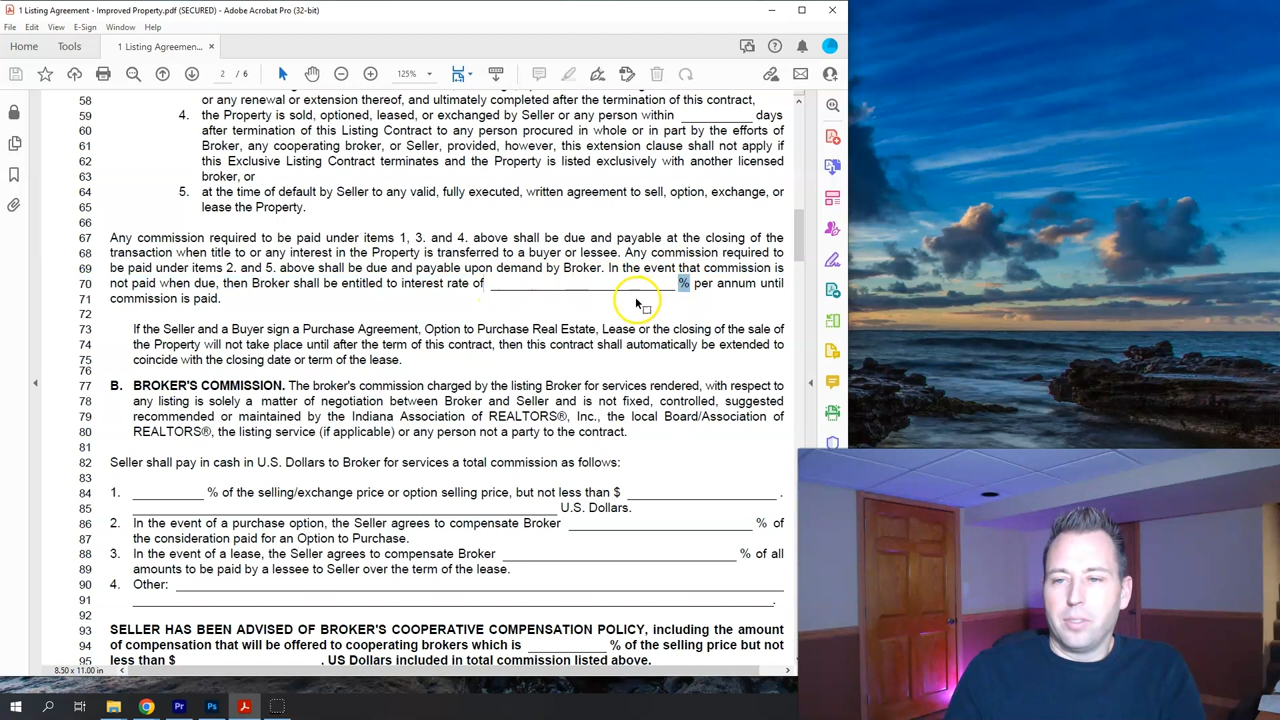 1 Listing Agreement - Improved Property.pdf (SECURED) - Adobe Acrobat Pro (32-bit)
File Edit View E-Sign Window Help
Home Tools 1 Listing Agreemen... ×
2 / 6 125%
58 or any renewal or extension thereof, and ultimately completed after the termination of this contract,
59 4. the Property is sold, optioned, leased, or exchanged by Seller or any person within ____________ days
60 after termination of this Listing Contract to any person procured in whole or in part by the efforts of
61 Broker, any cooperating broker, or Seller, provided, however, this extension clause shall not apply if
62 this Exclusive Listing Contract terminates and the Property is listed exclusively with another licensed
63 broker, or
64 5. at the time of default by Seller to any valid, fully executed, written agreement to sell, option, exchange, or
65 lease the Property.
66
67 Any commission required to be paid under items 1, 3. and 4. above shall be due and payable at the closing of the
68 transaction when title to or any interest in the Property is transferred to a buyer or lessee. Any commission required to
69 be paid under items 2. and 5. above shall be due and payable upon demand by Broker. In the event that commission is
70 not paid when due, then Broker shall be entitled to interest rate of ____________ % per annum until
71 commission is paid.
72
73 If the Seller and a Buyer sign a Purchase Agreement, Option to Purchase Real Estate, Lease or the closing of the sale of
74 the Property will not take place until after the term of this contract, then this contract shall automatically be extended to
75 coincide with the closing date or term of the lease.
76
77 B. BROKER'S COMMISSION. The broker's commission charged by the listing Broker for services rendered, with respect to
78 any listing is solely a matter of negotiation between Broker and Seller and is not fixed, controlled, suggested
79 recommended or maintained by the Indiana Association of REALTORS®, Inc., the local Board/Association of
80 REALTORS®, the listing service (if applicable) or any person not a party to the contract.
81
82 Seller shall pay in cash in U.S. Dollars to Broker for services a total commission as follows:
83
84 1. ____________ % of the selling/exchange price or option selling price, but not less than $ ____________ .
85 ____________ U.S. Dollars.
86 2. In the event of a purchase option, the Seller agrees to compensate Broker ____________ % of
87 the consideration paid for an Option to Purchase.
88 3. In the event of a lease, the Seller agrees to compensate Broker ____________ % of all
89 amounts to be paid by a lessee to Seller over the term of the lease.
90 4. Other: ____________
91 ____________.
92
93 SELLER HAS BEEN ADVISED OF BROKER'S COOPERATIVE COMPENSATION POLICY, including the amount
94 of compensation that will be offered to cooperating brokers which is ____________ % of the selling price but not
95 less than $ ____________, US Dollars included in total commission listed above.
8.50 x 11.00 in
Pr Ps